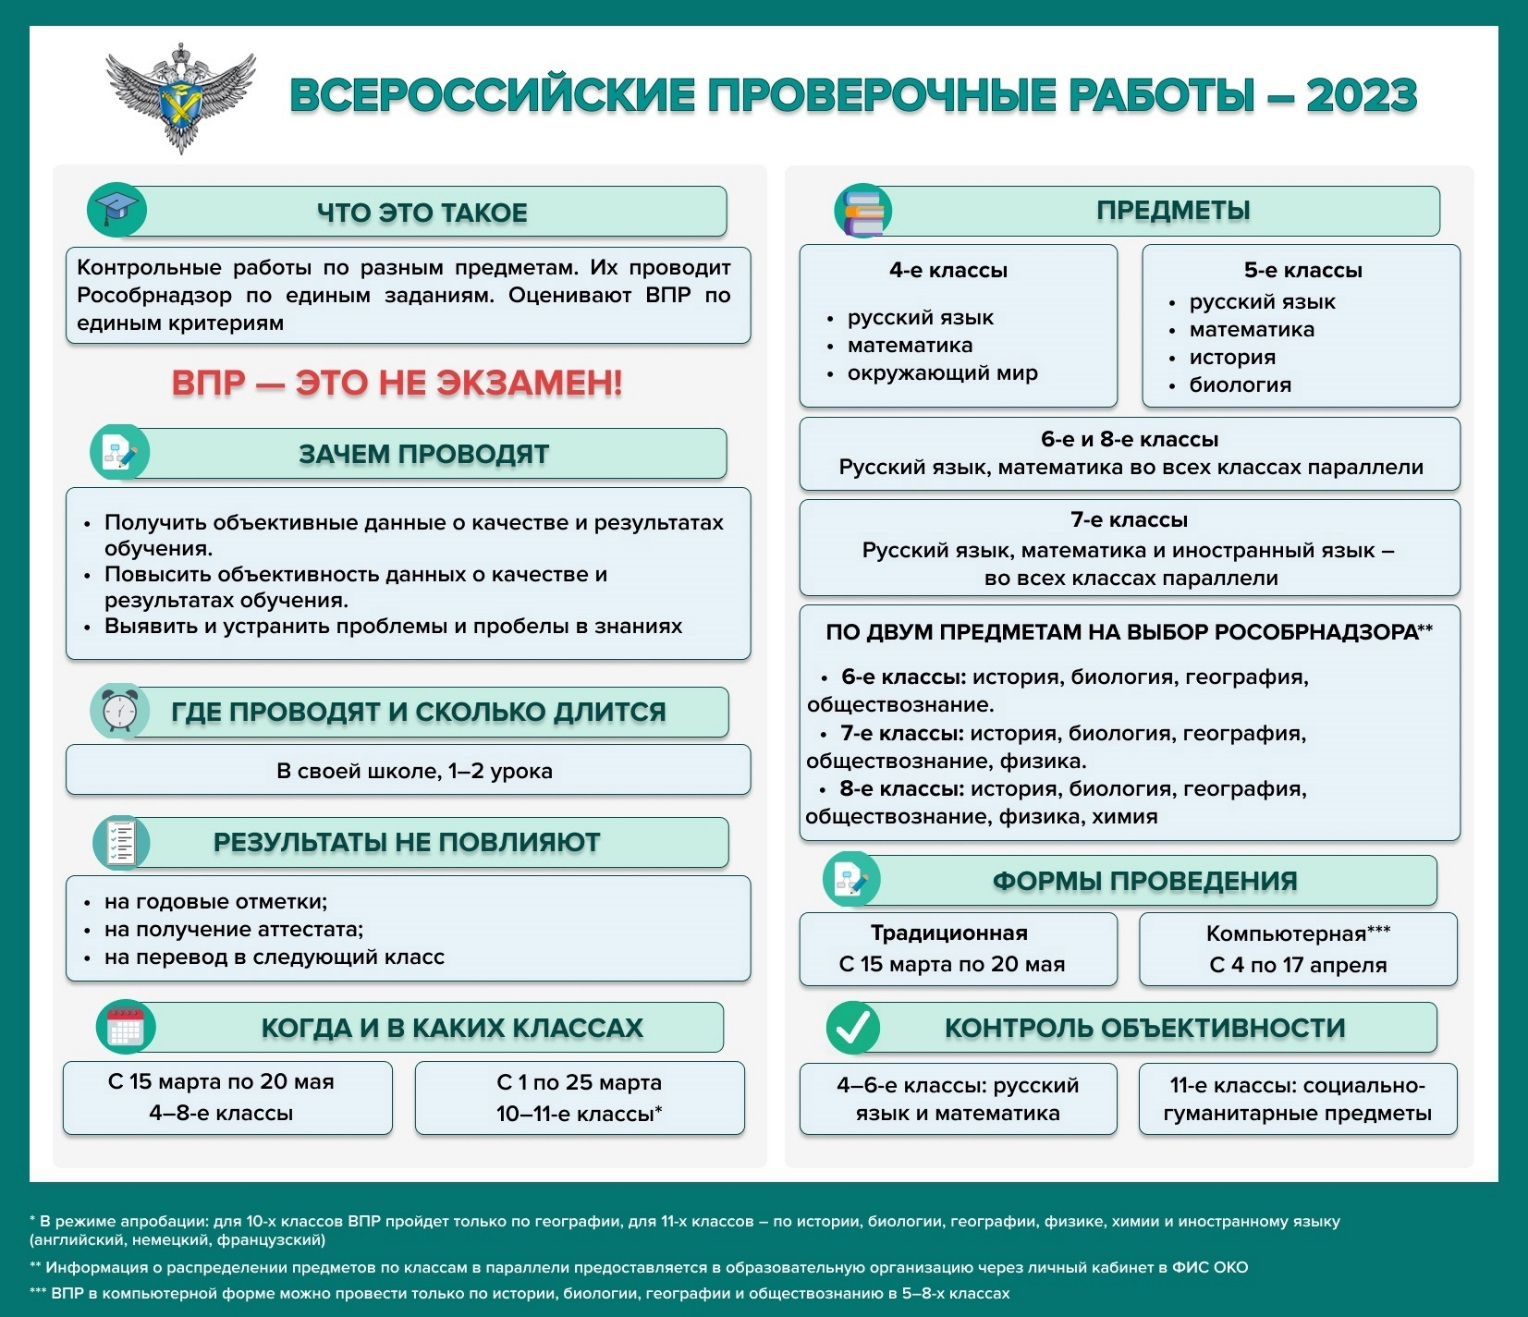 ВСЕРОССИЙСКИЕ ПРОВЕРОЧНЫЕ РАБОТЫ – 2023
ЧТО ЭТО ТАКОЕ
Контрольные работы по разным предметам. Их проводит
Рособрнадзор по единым заданиям. Оценивают ВПР по
единым критериям
ВПР — ЭТО НЕ ЭКЗАМЕН!
ЗАЧЕМ ПРОВОДЯТ
• Получить объективные данные о качестве и результатах
обучения.
• Повысить объективность данных о качестве и
результатах обучения.
• Выявить и устранить проблемы и пробелы в знаниях
ГДЕ ПРОВОДЯТ И СКОЛЬКО ДЛИТСЯ
В своей школе, 1–2 урока
РЕЗУЛЬТАТЫ НЕ ПОВЛИЯЮТ
• на годовые отметки;
• на получение аттестата;
• на перевод в следующий класс
КОГДА И В КАКИХ КЛАССАХ
С 15 марта по 20 мая
4–8-е классы
С 1 по 25 марта
10–11-е классы*
ПРЕДМЕТЫ
4-е классы
• русский язык
• математика
• окружающий мир
5-е классы
• русский язык
• математика
• история
• биология
6-е и 8-е классы
Русский язык, математика во всех классах параллели
7-е классы
Русский язык, математика и иностранный язык –
во всех классах параллели
ПО ДВУМ ПРЕДМЕТАМ НА ВЫБОР РОСОБРНАДЗОРА**
• 6-е классы: история, биология, география,
обществознание.
• 7-е классы: история, биология, география,
обществознание, физика.
• 8-е классы: история, биология, география,
обществознание, физика, химия
ФОРМЫ ПРОВЕДЕНИЯ
Традиционная
С 15 марта по 20 мая
Компьютерная***
С 4 по 17 апреля
КОНТРОЛЬ ОБЪЕКТИВНОСТИ
4–6-е классы: русский
язык и математика
11-е классы: социально-
гуманитарные предметы
* В режиме апробации: для 10-х классов ВПР пройдет только по географии, для 11-х классов – по истории, биологии, географии, физике, химии и иностранному языку
(английский, немецкий, французский)
** Информация о распределении предметов по классам в параллели предоставляется в образовательную организацию через личный кабинет в ФИС ОКО
*** ВПР в компьютерной форме можно провести только по истории, биологии, географии и обществознанию в 5–8-х классах